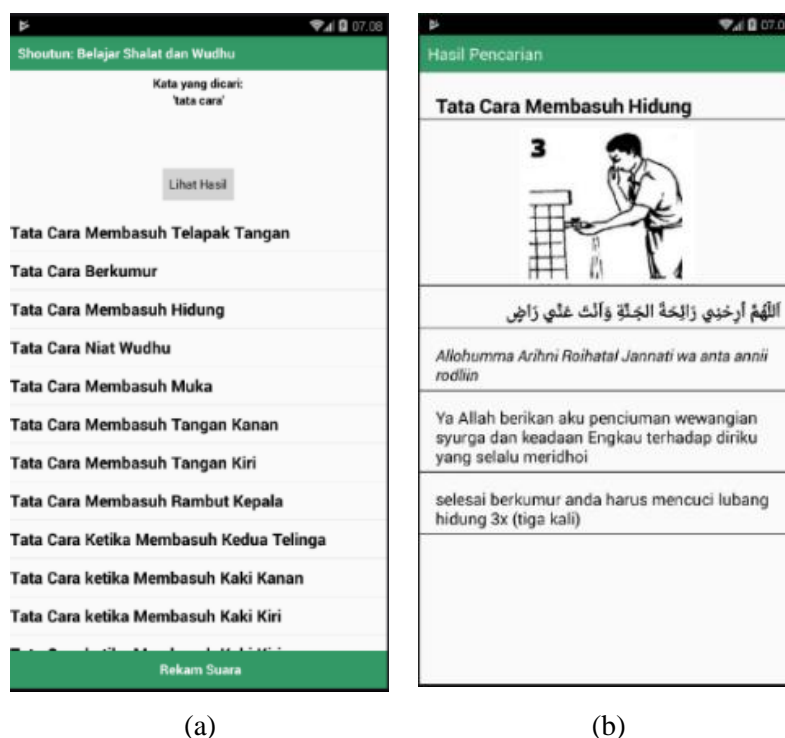 07.08
Shoutun: Belajar Shalat dan Wudhu
Kata yang dicari:
'tata cara'
Lihat Hasil
Tata Cara Membasuh Telapak Tangan
Tata Cara Berkumur
Tata Cara Membasuh Hidung
Tata Cara Niat Wudhu
Tata Cara Membasuh Muka
Tata Cara Membasuh Tangan Kanan
Tata Cara Membasuh Tangan Kiri
Tata Cara Membasuh Rambut Kepala
Tata Cara Ketika Membasuh Kedua Telinga
Tata Cara ketika Membasuh Kaki Kanan
Tata Cara ketika Membasuh Kaki Kiri
Rekam Suara
(a)
07.0
Hasil Pencarian
Tata Cara Membasuh Hidung
3
اَللّٰهُمَّ أَرِحْنِي رَائِحَةَ الجَنَّةِ وَاَنْتَ عَنِّي رَاضٍ
Allohumma Arihni Roihatal Jannati wa anta annii
rodliin
Ya Allah berikan aku penciuman wewangian
syurga dan keadaan Engkau terhadap diriku
yang selalu meridhoi
selesai berkumur anda harus mencuci lubang
hidung 3x (tiga kali)
(b)